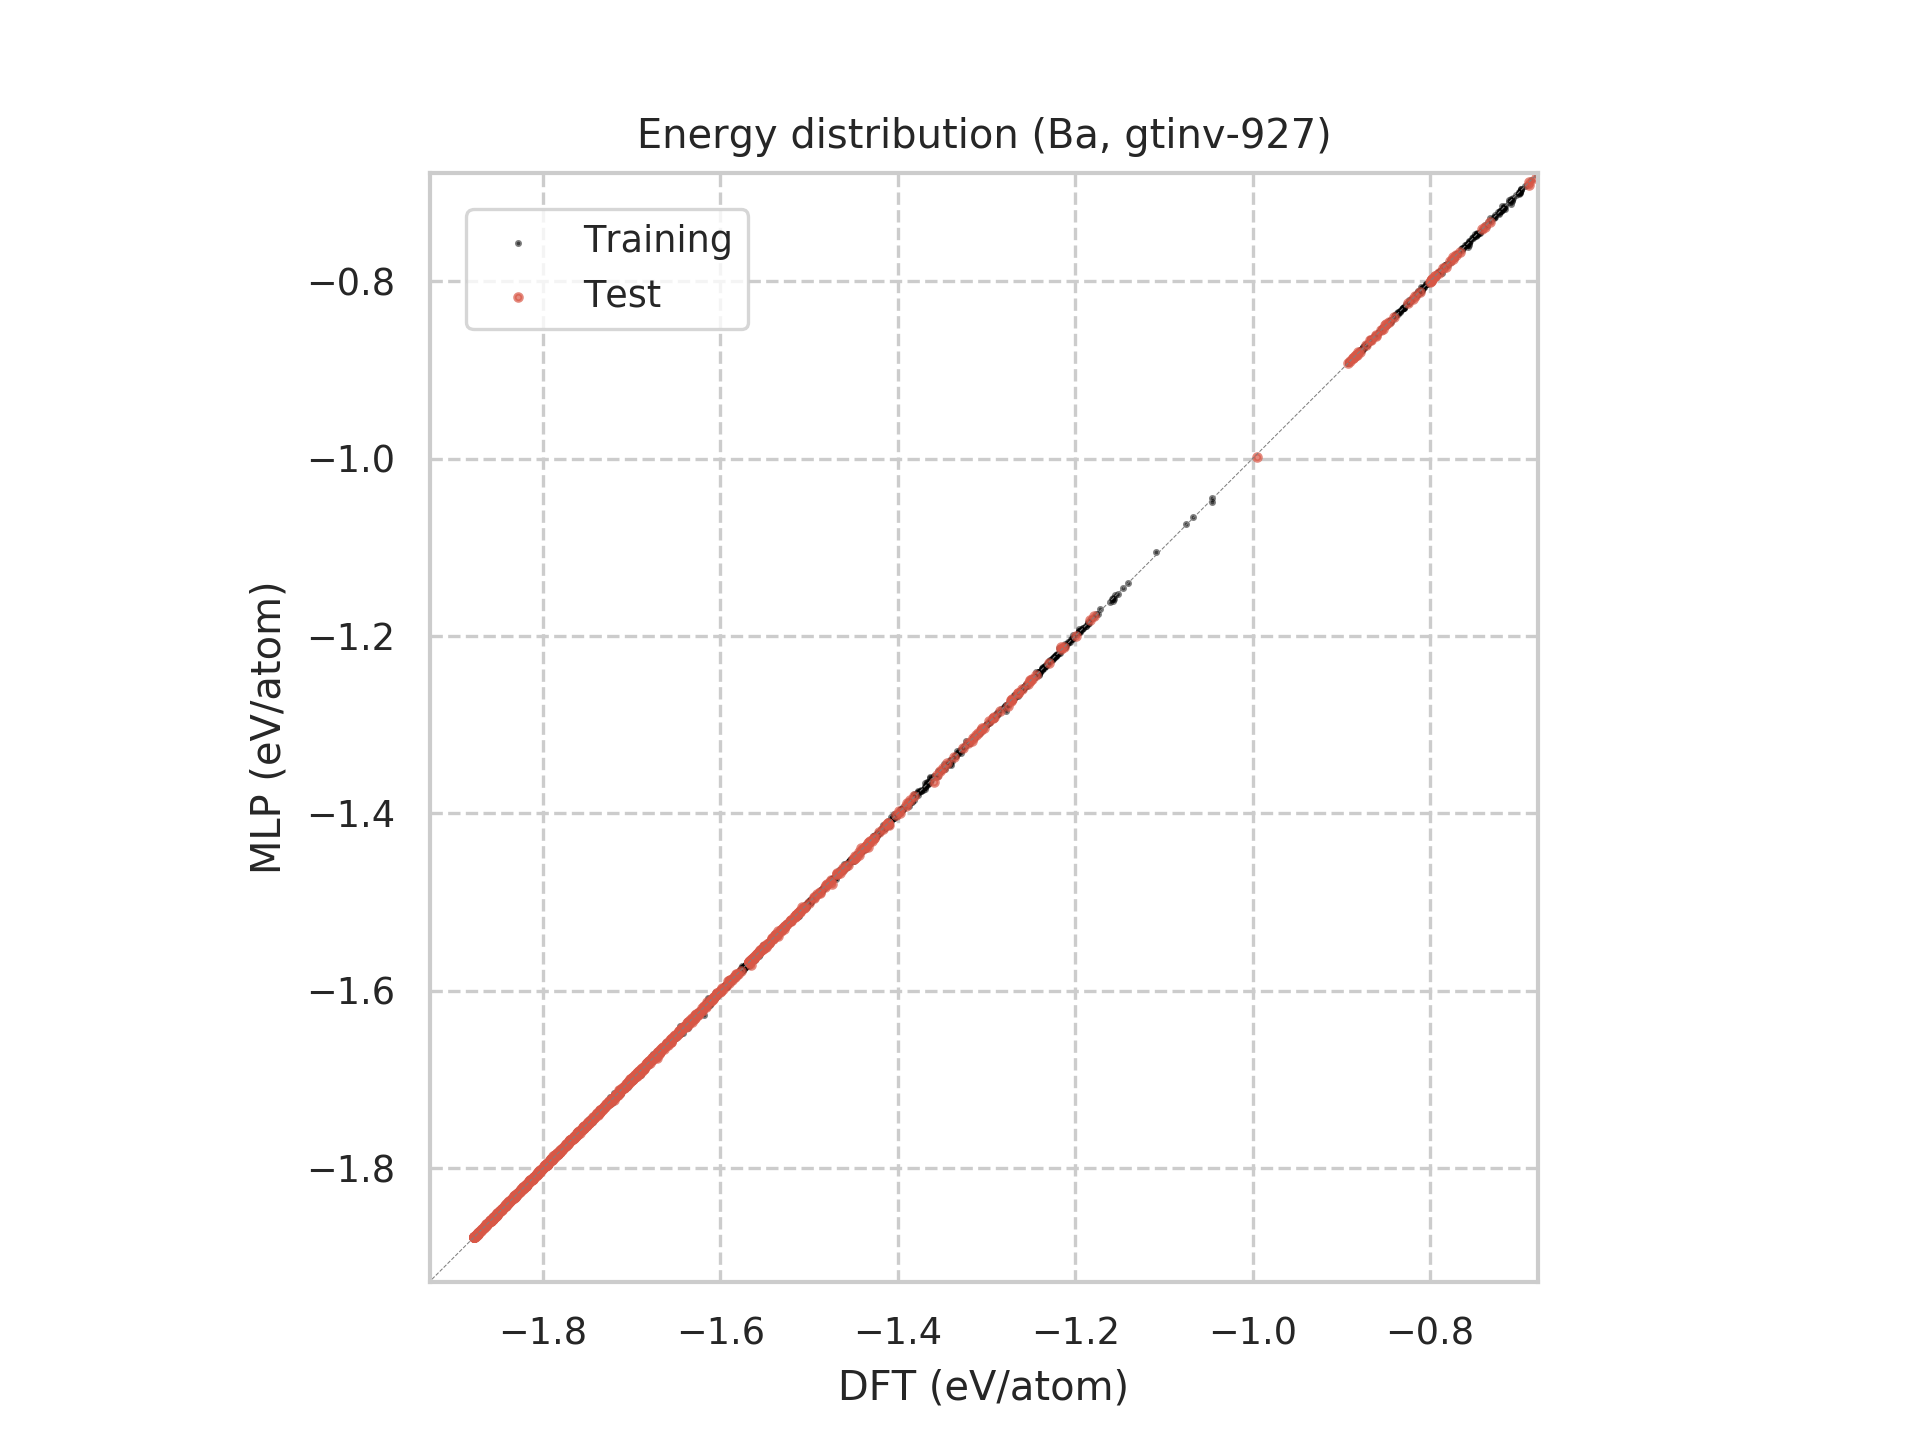 Energy distribution (Ba, gtinv-927)
Training
Test
−0.8
−1.0
−1.2
−1.4
−1.6
−1.8
MLP (eV/atom)
−1.8 −1.6 −1.4 −1.2 −1.0 −0.8
DFT (eV/atom)